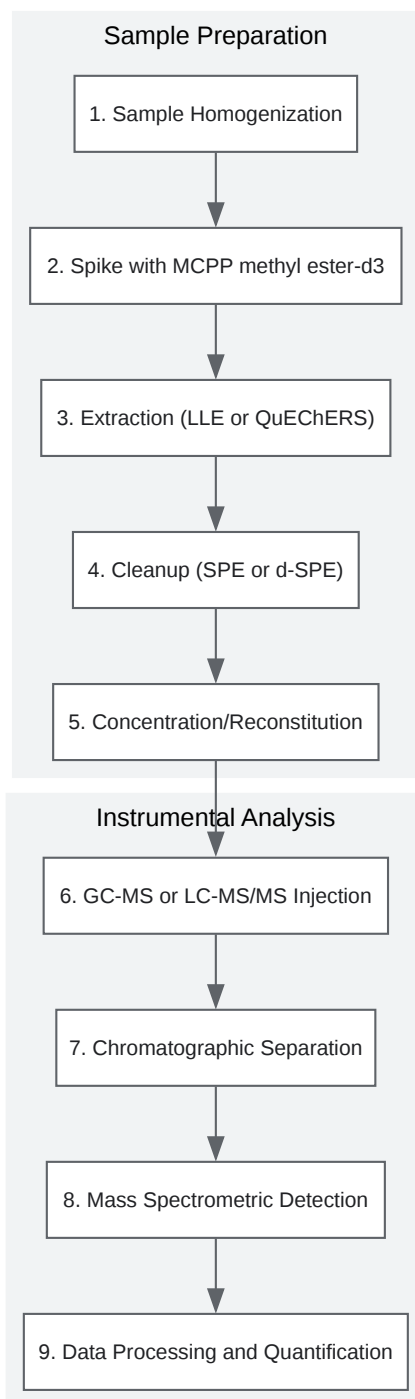 Sample Preparation
1. Sample Homogenization
2. Spike with MCPP methyl ester-d3
3. Extraction (LLE or QuEChERS)
4. Cleanup (SPE or d-SPE)
5. Concentration/Reconstitution
Instrumental Analysis
6. GC-MS or LC-MS/MS Injection
7. Chromatographic Separation
8. Mass Spectrometric Detection
9. Data Processing and Quantification